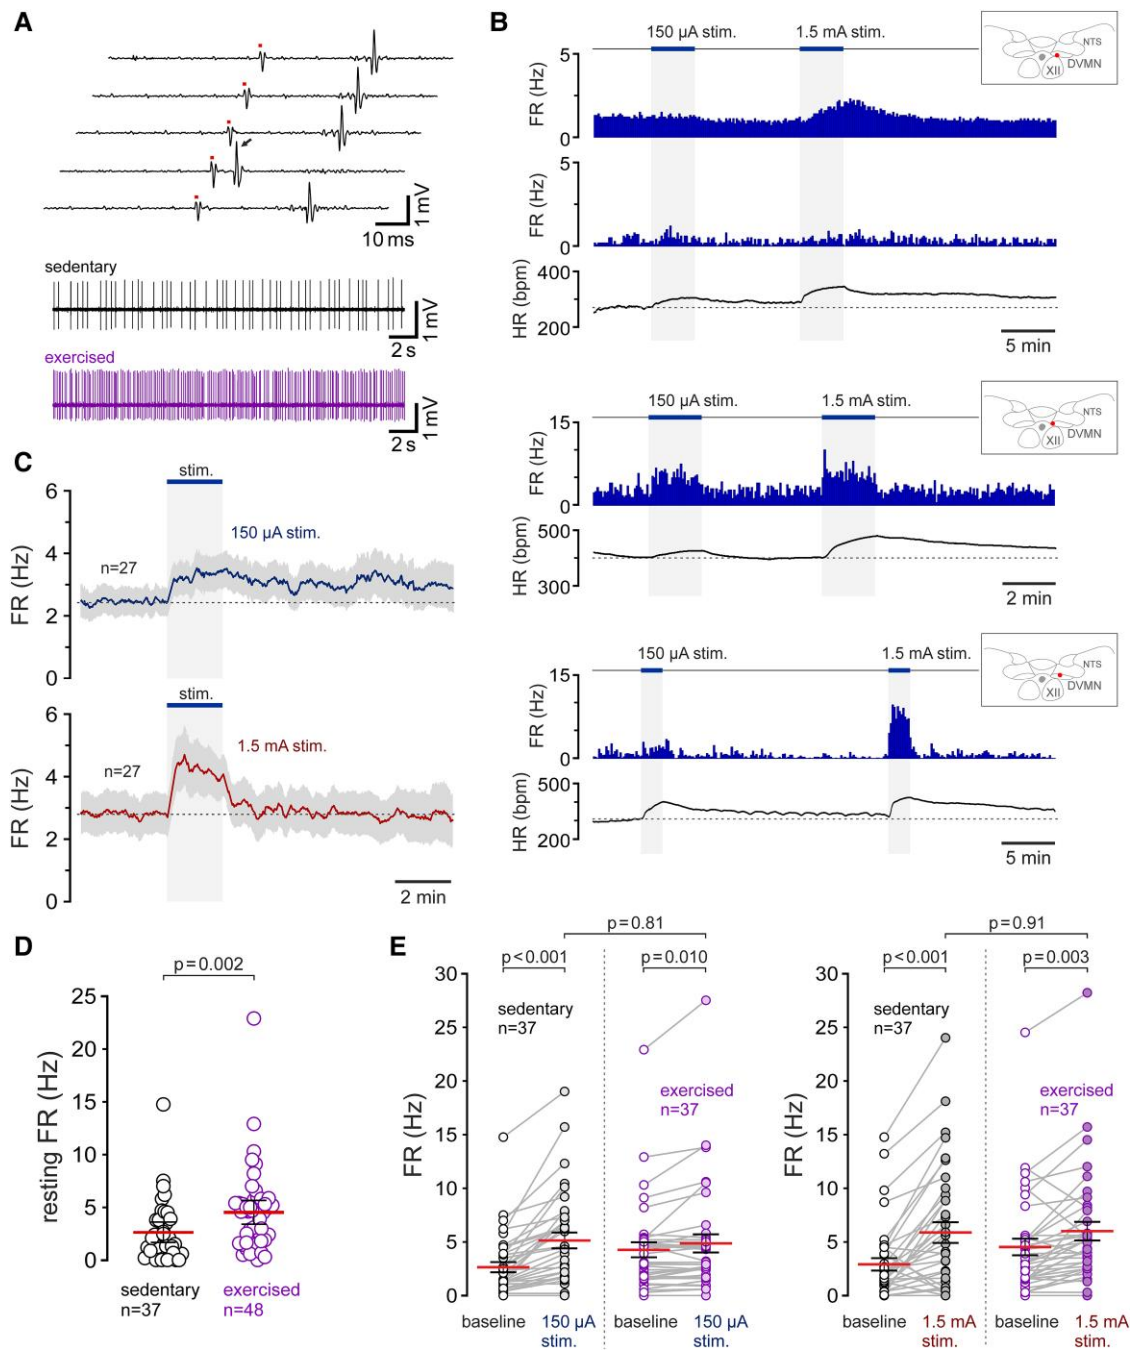 A
1 mV
10 ms
sedentary
1 mV
2 s
exercised
1 mV
2 s
B
150 µA stim.
1.5 mA stim.
NTS
DVMN
XII
5
FR (Hz)
0
5
FR (Hz)
0
400
HR (bpm)
200
5 min
150 µA stim.
1.5 mA stim.
NTS
DVMN
XII
15
FR (Hz)
0
500
HR (bpm)
300
2 min
150 µA stim.
1.5 mA stim.
NTS
DVMN
XII
15
FR (Hz)
0
500
HR (bpm)
200
5 min
C
stim.
6
150 µA stim.
n=27
4
FR (Hz)
2
0
stim.
6
1.5 mA stim.
n=27
4
FR (Hz)
2
0
2 min
D
p=0.002
25
20
15
10
5
0
resting FR (Hz)
sedentary
n=37
exercised
n=48
E
p=0.81
p<0.001
p=0.010
30
25
20
15
10
5
0
FR (Hz)
sedentary
n=37
exercised
n=37
baseline
150 µA
stim.
baseline
150 µA
stim.
p=0.91
p<0.001
p=0.003
30
25
20
15
10
5
0
FR (Hz)
sedentary
n=37
exercised
n=37
baseline
1.5 mA
stim.
baseline
1.5 mA
stim.